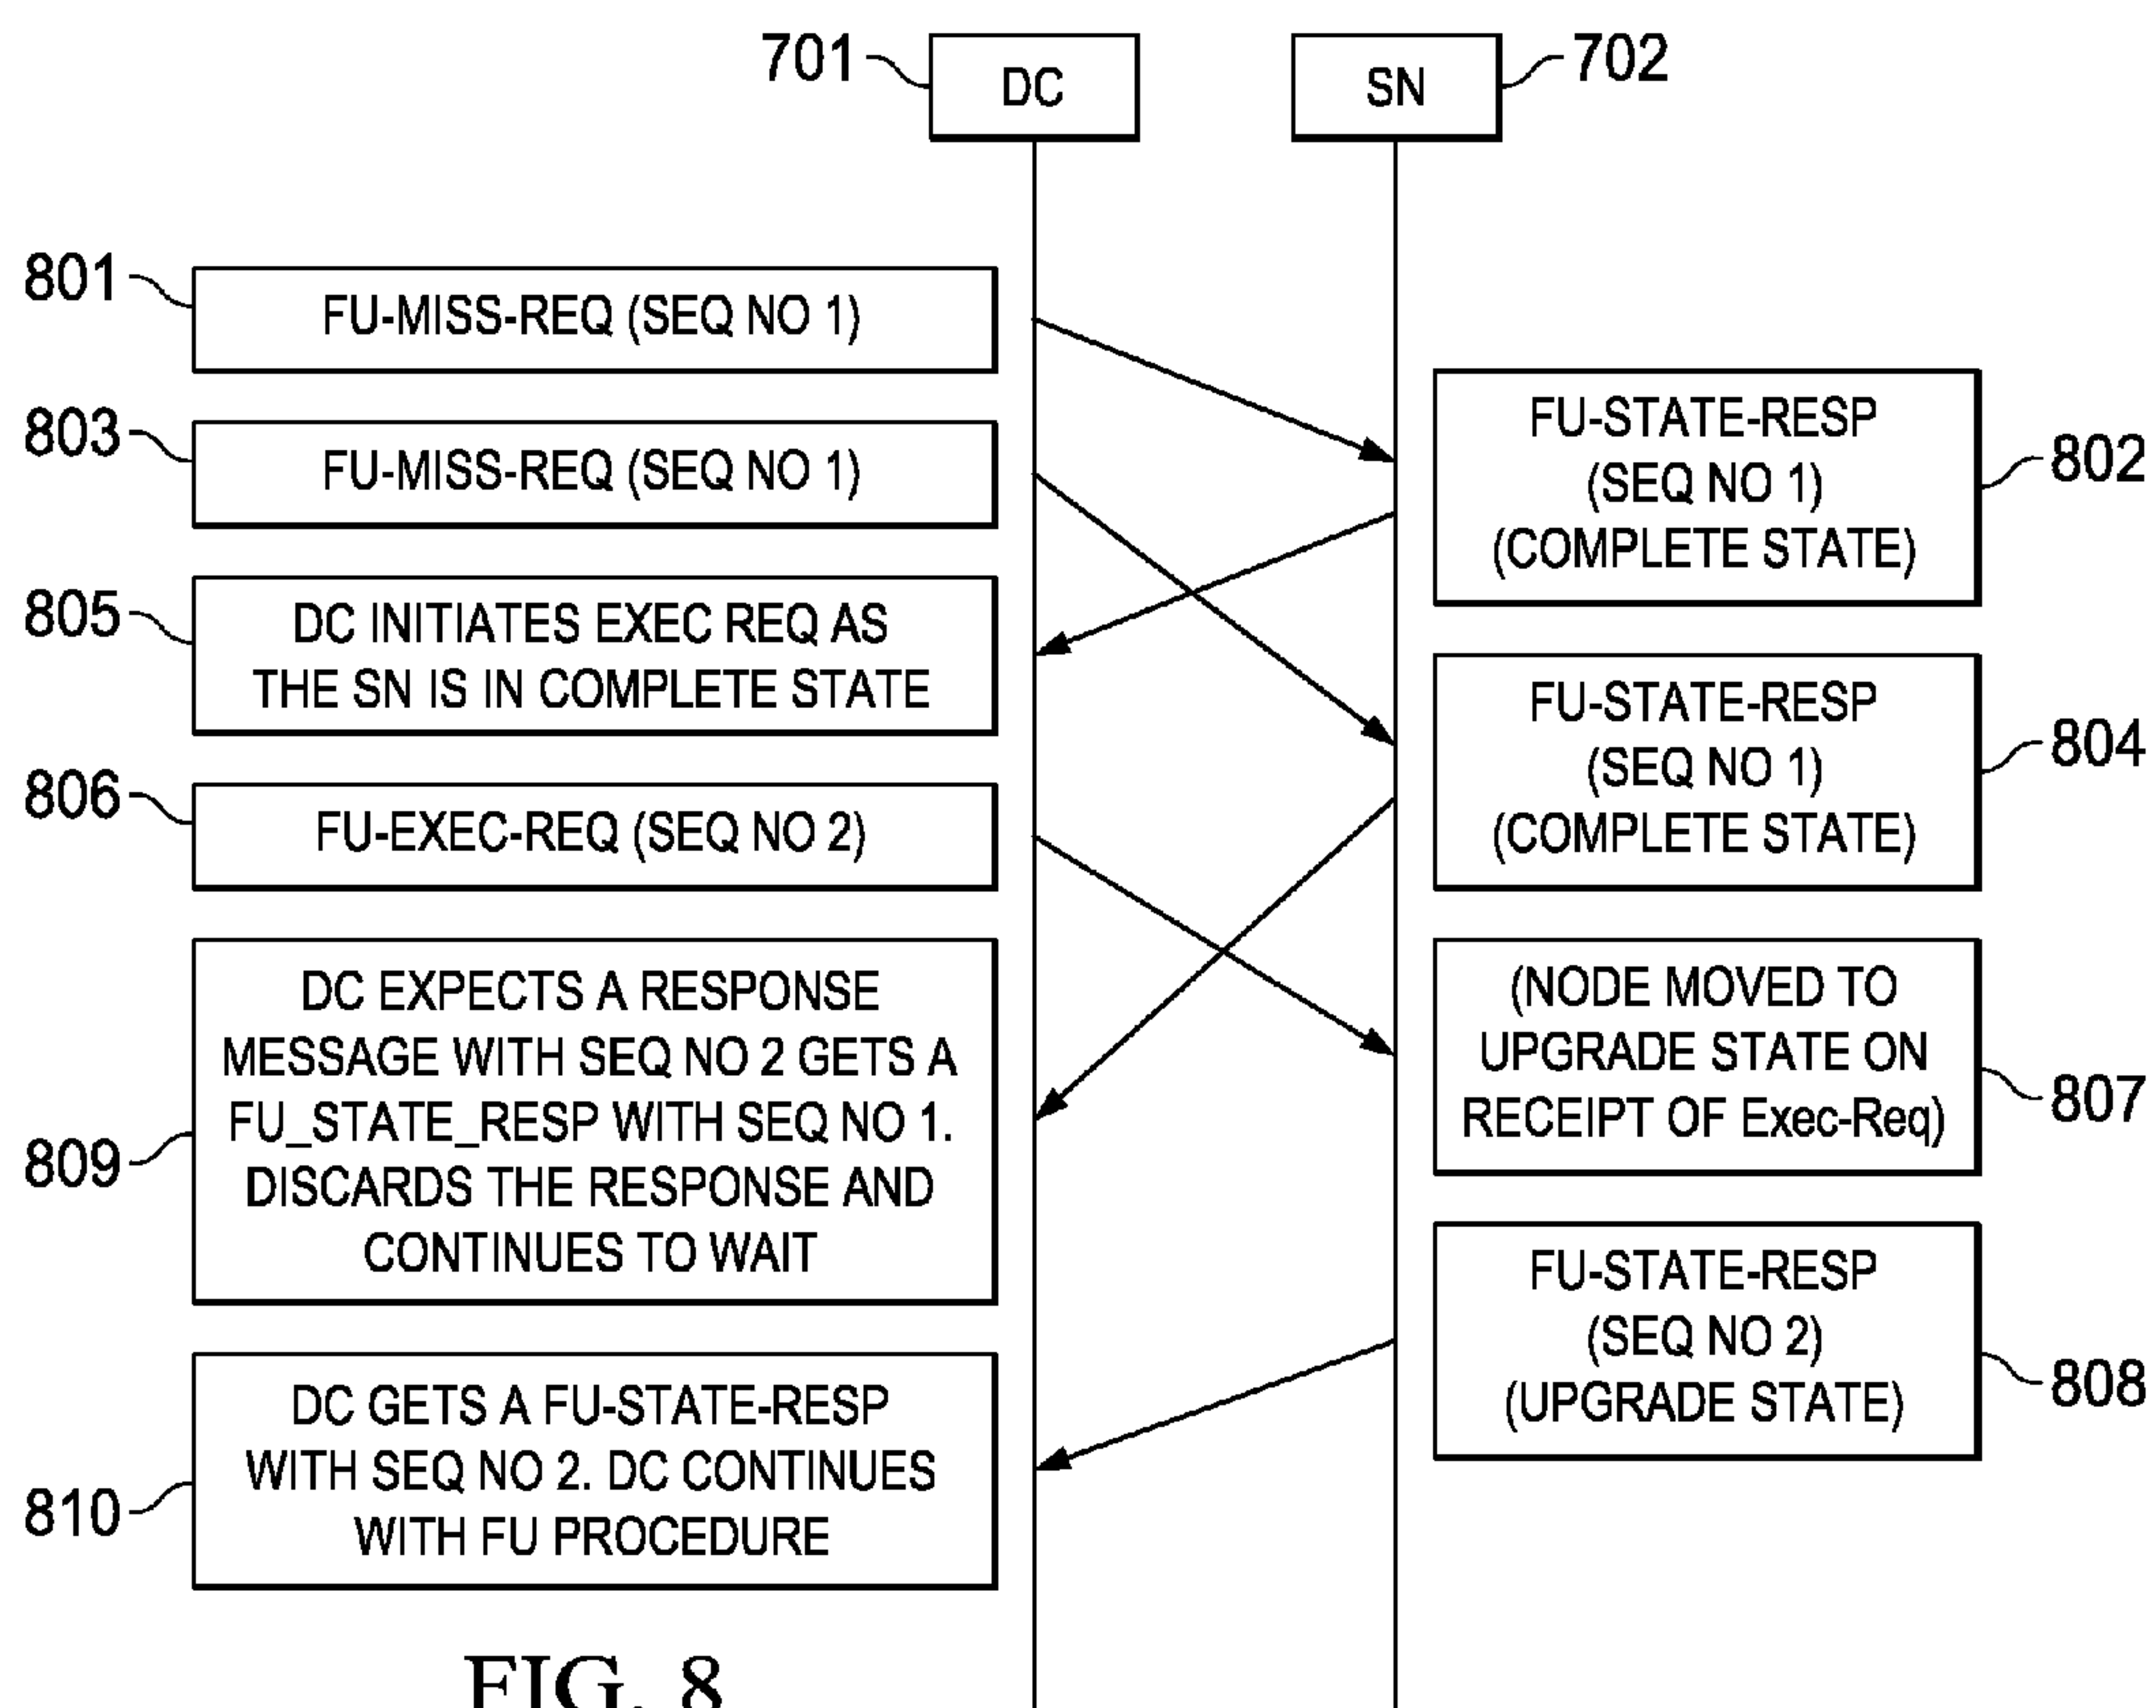 701
DC
SN
702
801
FU-MISS-REQ (SEQ NO 1)
803
FU-MISS-REQ (SEQ NO 1)
FU-STATE-RESP
(SEQ NO 1)
(COMPLETE STATE)
802
805
DC INITIATES EXEC REQ AS
THE SN IS IN COMPLETE STATE
FU-STATE-RESP
(SEQ NO 1)
(COMPLETE STATE)
804
806
FU-EXEC-REQ (SEQ NO 2)
(NODE MOVED TO
UPGRADE STATE ON
RECEIPT OF Exec-Req)
807
809
DC EXPECTS A RESPONSE
MESSAGE WITH SEQ NO 2 GETS A
FU_STATE_RESP WITH SEQ NO 1.
DISCARDS THE RESPONSE AND
CONTINUES TO WAIT
FU-STATE-RESP
(SEQ NO 2)
(UPGRADE STATE)
808
810
DC GETS A FU-STATE-RESP
WITH SEQ NO 2. DC CONTINUES
WITH FU PROCEDURE
FIG. 8